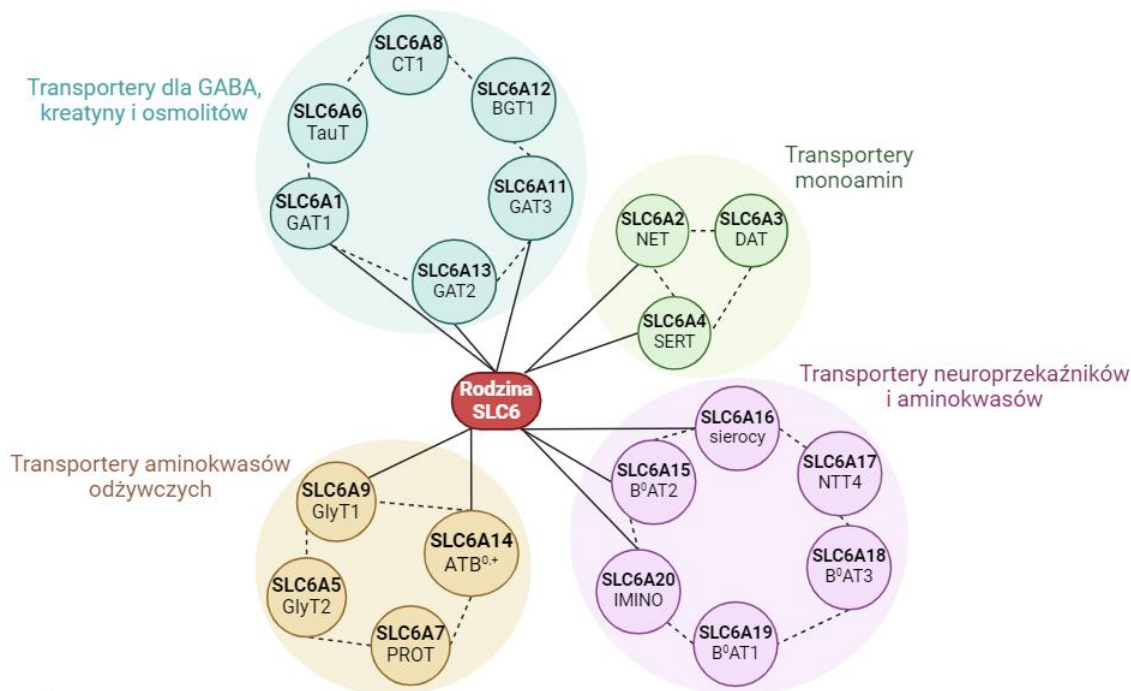 Transportery dla GABA,
kreatyny i osmolitów
SLC6A8
CT1
SLC6A12
BGT1
SLC6A6
TauT
SLC6A11
GAT3
SLC6A1
GAT1
SLC6A13
GAT2
Transportery
monoamin
SLC6A2
NET
SLC6A3
DAT
SLC6A4
SERT
Rodzina
SLC6
Transportery neuroprzekaźników
i aminokwasów
SLC6A16
sierocy
SLC6A15
B⁰AT2
SLC6A17
NTT4
SLC6A18
B⁰AT3
SLC6A20
IMINO
SLC6A19
B⁰AT1
Transportery aminokwasów
odżywczych
SLC6A9
GlyT1
SLC6A14
ATB⁰,⁺
SLC6A5
GlyT2
SLC6A7
PROT